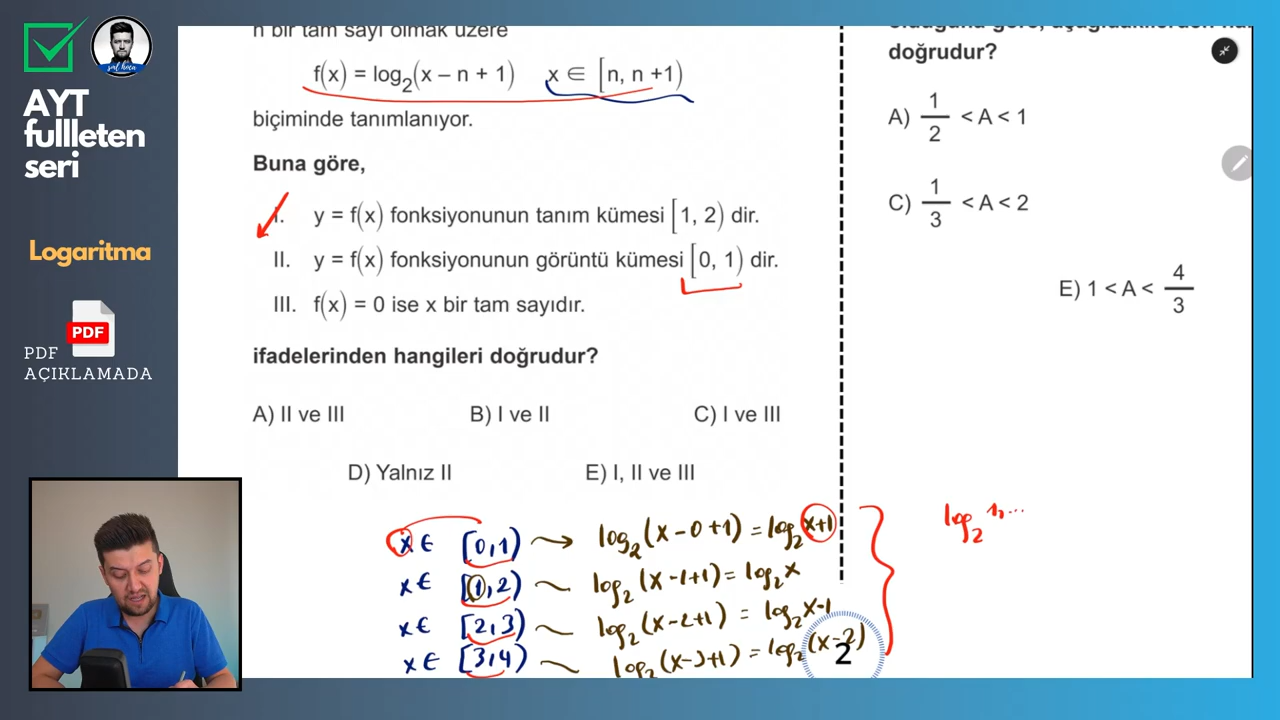 AYT
fullleten
seri
Logaritma
PDF
PDF
AÇIKLAMADA
n bir tam sayı olmak üzere
f(x) = log₂(x – n + 1) x ∈ [n, n +1)
biçiminde tanımlanıyor.
Buna göre,
I. y = f(x) fonksiyonunun tanım kümesi [1, 2) dir.
II. y = f(x) fonksiyonunun görüntü kümesi [0, 1) dir.
III. f(x) = 0 ise x bir tam sayıdır.
ifadelerinden hangileri doğrudur?
A) II ve III B) I ve II C) I ve III
D) Yalnız II E) I, II ve III
x ∈ [0,1) → log₂(x-0+1) = log₂ x+1
x ∈ [1,2) log₂(x-1+1) = log₂x
x ∈ [2,3) log₂(x-2+1) = log₂x-1
x ∈ [3,4) log₂(x-3+1) = log₂(x-2)
2
log₂ 1, ...
doğrudur?
A) 1/2 < A < 1
C) 1/3 < A < 2
E) 1 < A < 4/3